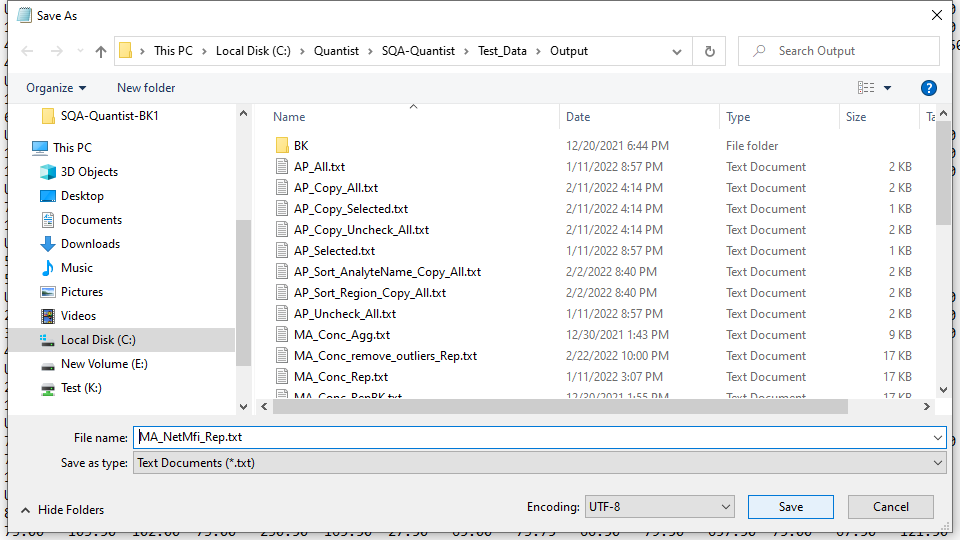 Save As
This PC > Local Disk (C:) > Quantist > SQA-Quantist > Test_Data > Output
Search Output
Organize New folder
SQA-Quantist-BK1
This PC
3D Objects
Desktop
Documents
Downloads
Music
Pictures
Videos
Local Disk (C:)
New Volume (E:)
Test (K:)
Name Date Type Size
BK 12/20/2021 6:44 PM File folder
AP_All.txt 1/11/2022 8:57 PM Text Document 2 KB
AP_Copy_All.txt 2/11/2022 4:14 PM Text Document 2 KB
AP_Copy_Selected.txt 2/11/2022 4:14 PM Text Document 1 KB
AP_Copy_Uncheck_All.txt 2/11/2022 4:14 PM Text Document 2 KB
AP_Selected.txt 1/11/2022 8:57 PM Text Document 1 KB
AP_Sort_AnalyteName_Copy_All.txt 2/2/2022 8:40 PM Text Document 2 KB
AP_Sort_Region_Copy_All.txt 2/2/2022 8:40 PM Text Document 2 KB
AP_Uncheck_All.txt 1/11/2022 8:57 PM Text Document 2 KB
MA_Conc_Agg.txt 12/30/2021 1:43 PM Text Document 9 KB
MA_Conc_remove_outliers_Rep.txt 2/22/2022 10:00 PM Text Document 17 KB
MA_Conc_Rep.txt 1/11/2022 3:07 PM Text Document 17 KB
MA_Conc_RepBK.txt 12/30/2021 1:55 PM Text Document 17 KB
File name: MA_NetMfi_Rep.txt
Save as type: Text Documents (*.txt)
Hide Folders Encoding: UTF-8 Save Cancel